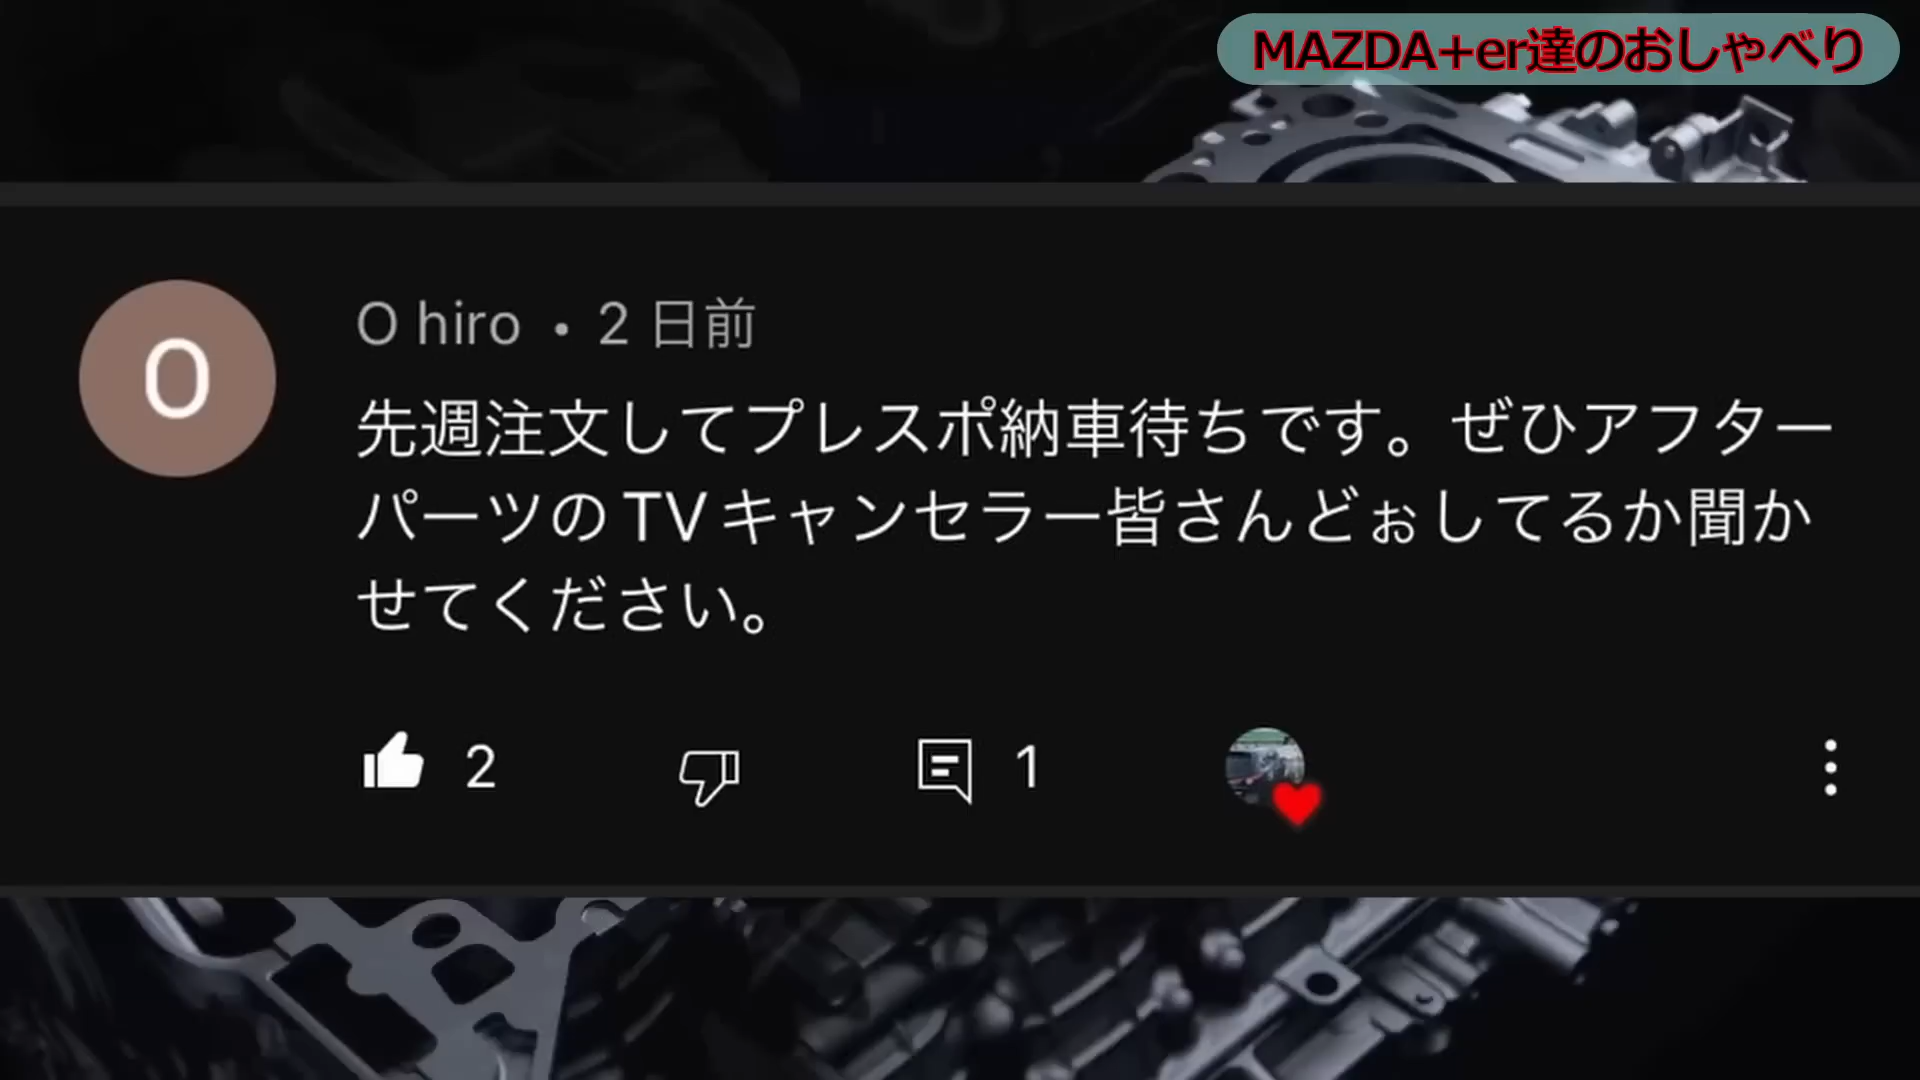 MAZDA+er達のおしゃべり
O
O hiro • 2 日前
先週注文してプレスポ納車待ちです。ぜひアフター
パーツのTVキャンセラー皆さんどぉしてるか聞か
せてください。
2
1